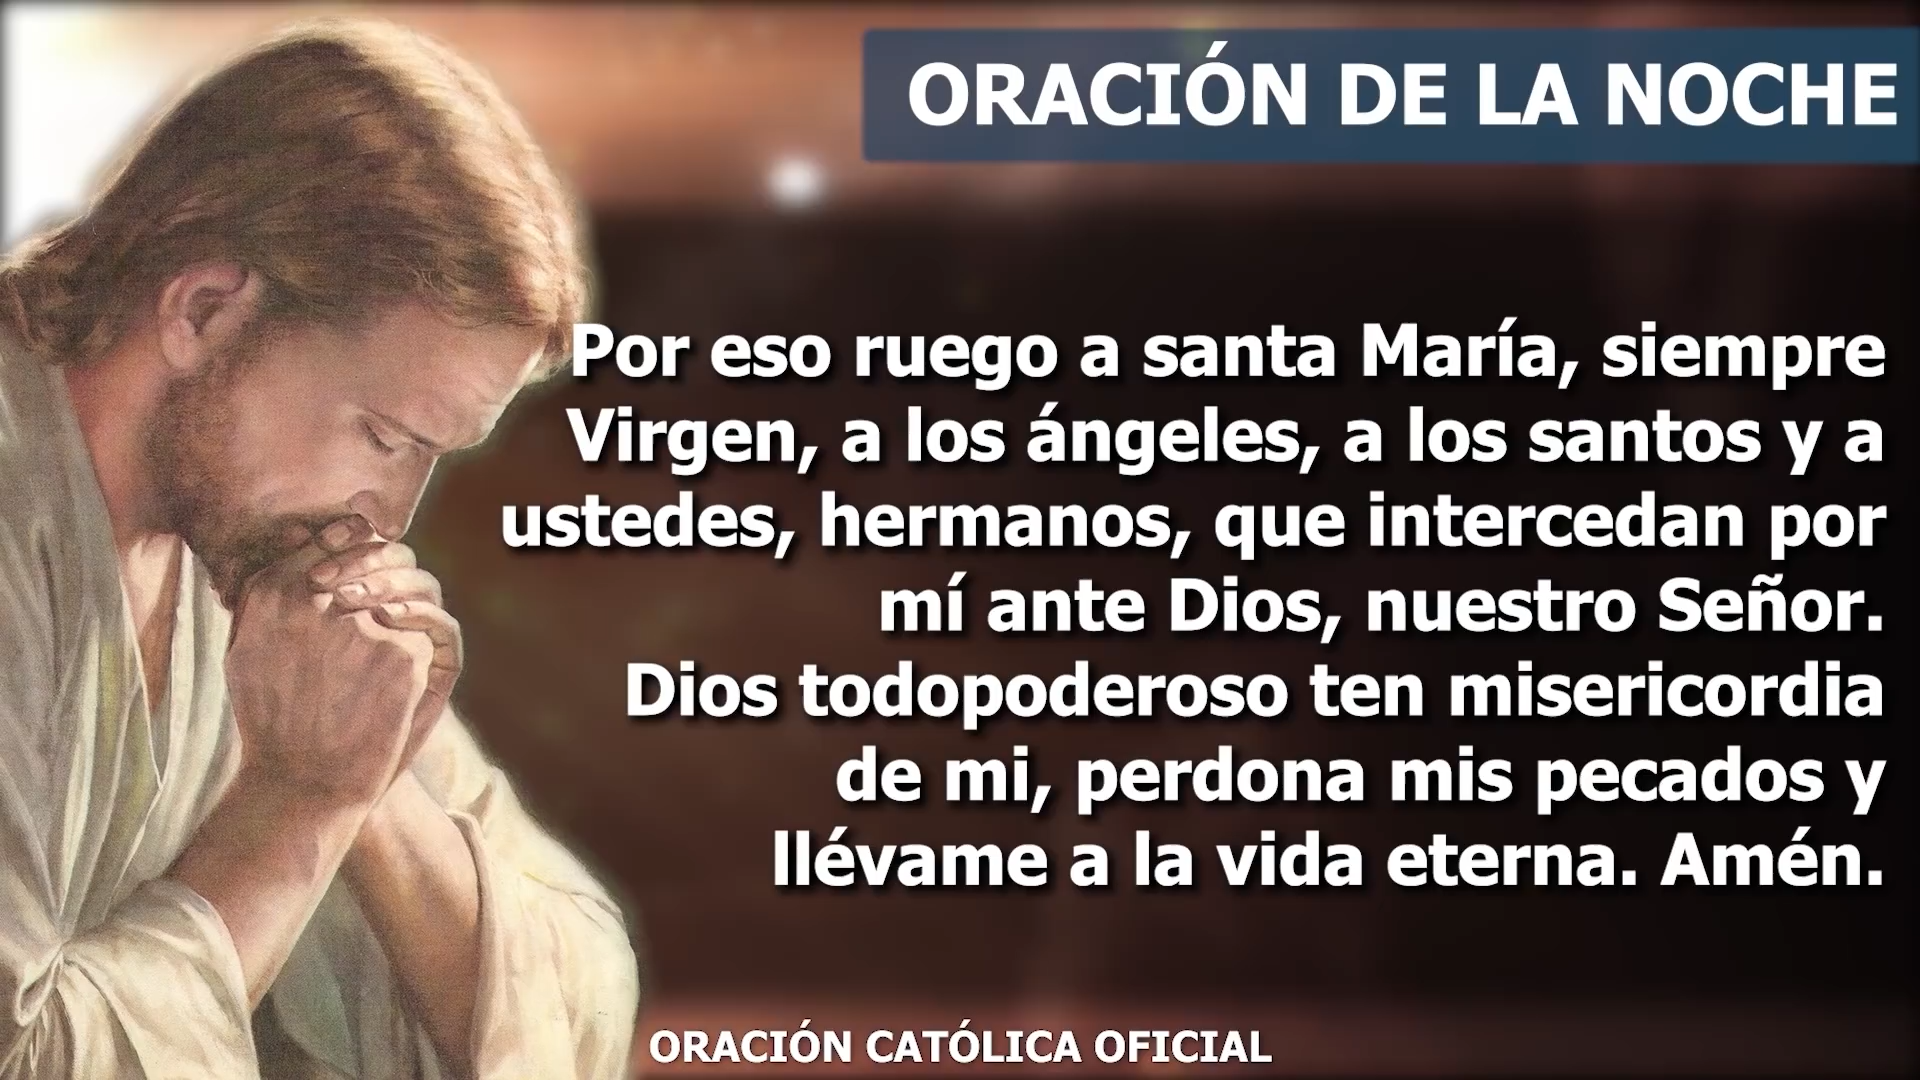 ORACIÓN DE LA NOCHE
Por eso ruego a santa María, siempre
Virgen, a los ángeles, a los santos y a
ustedes, hermanos, que intercedan por
mí ante Dios, nuestro Señor.
Dios todopoderoso ten misericordia
de mi, perdona mis pecados y
llévame a la vida eterna. Amén.
ORACIÓN CATÓLICA OFICIAL